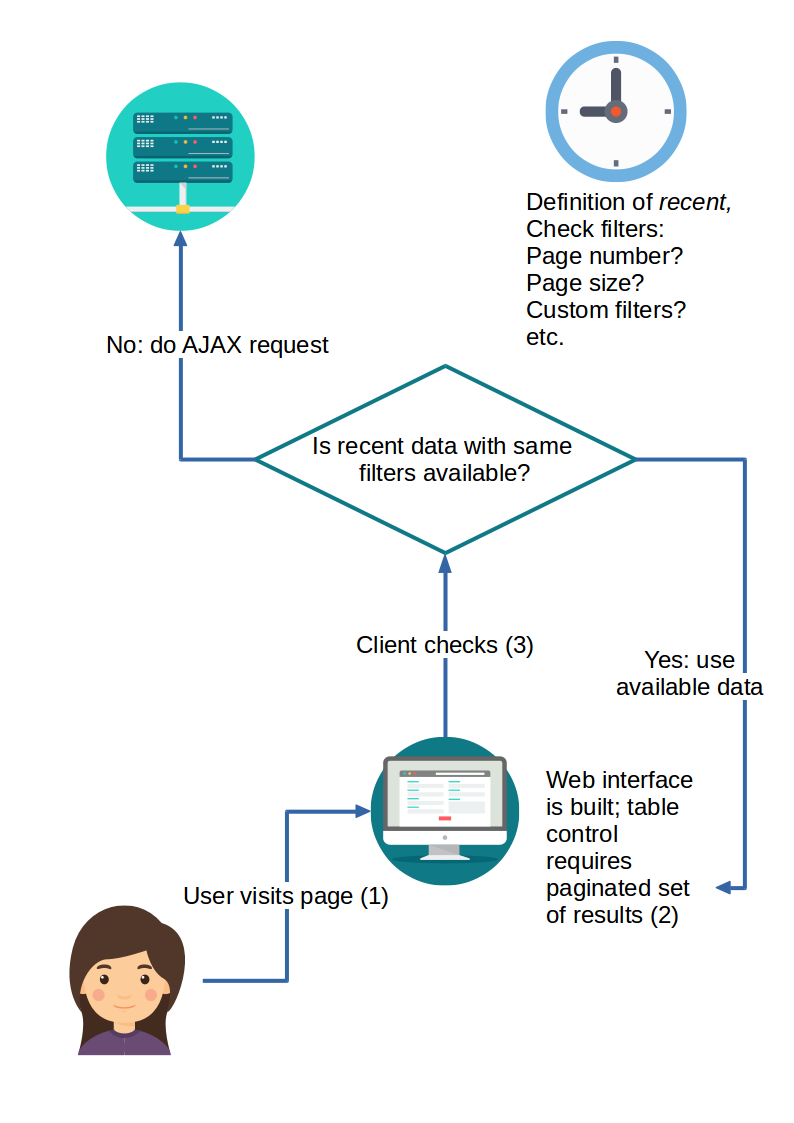 Definition of recent,
Check filters:
Page number?
Page size?
Custom filters?
etc.
No: do AJAX request
Is recent data with same
filters available?
Client checks (3)
Yes: use
available data
Web interface
is built; table
control
requires
paginated set
of results (2)
User visits page (1)